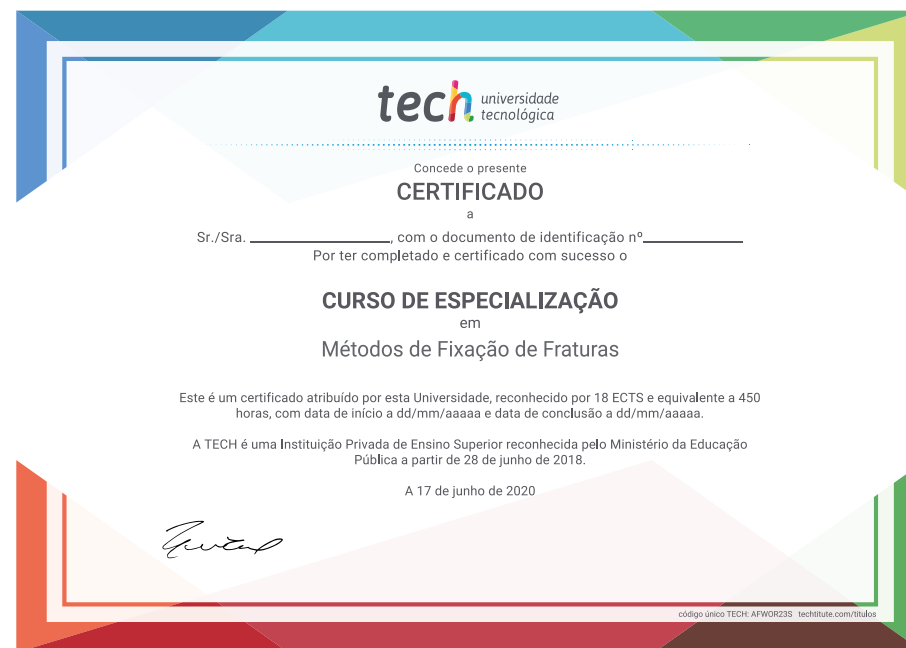 tech universidade
tecnológica
Concede o presente
CERTIFICADO
a
Sr./Sra. ____________________, com o documento de identificação nº______________
Por ter completado e certificado com sucesso o
CURSO DE ESPECIALIZAÇÃO
em
Métodos de Fixação de Fraturas
Este é um certificado atribuído por esta Universidade, reconhecido por 18 ECTS e equivalente a 450
horas, com data de início a dd/mm/aaaaa e data de conclusão a dd/mm/aaaaa.
A TECH é uma Instituição Privada de Ensino Superior reconhecida pelo Ministério da Educação
Pública a partir de 28 de junho de 2018.
A 17 de junho de 2020
código único TECH: AFWOR23S techtitute.com/titulos